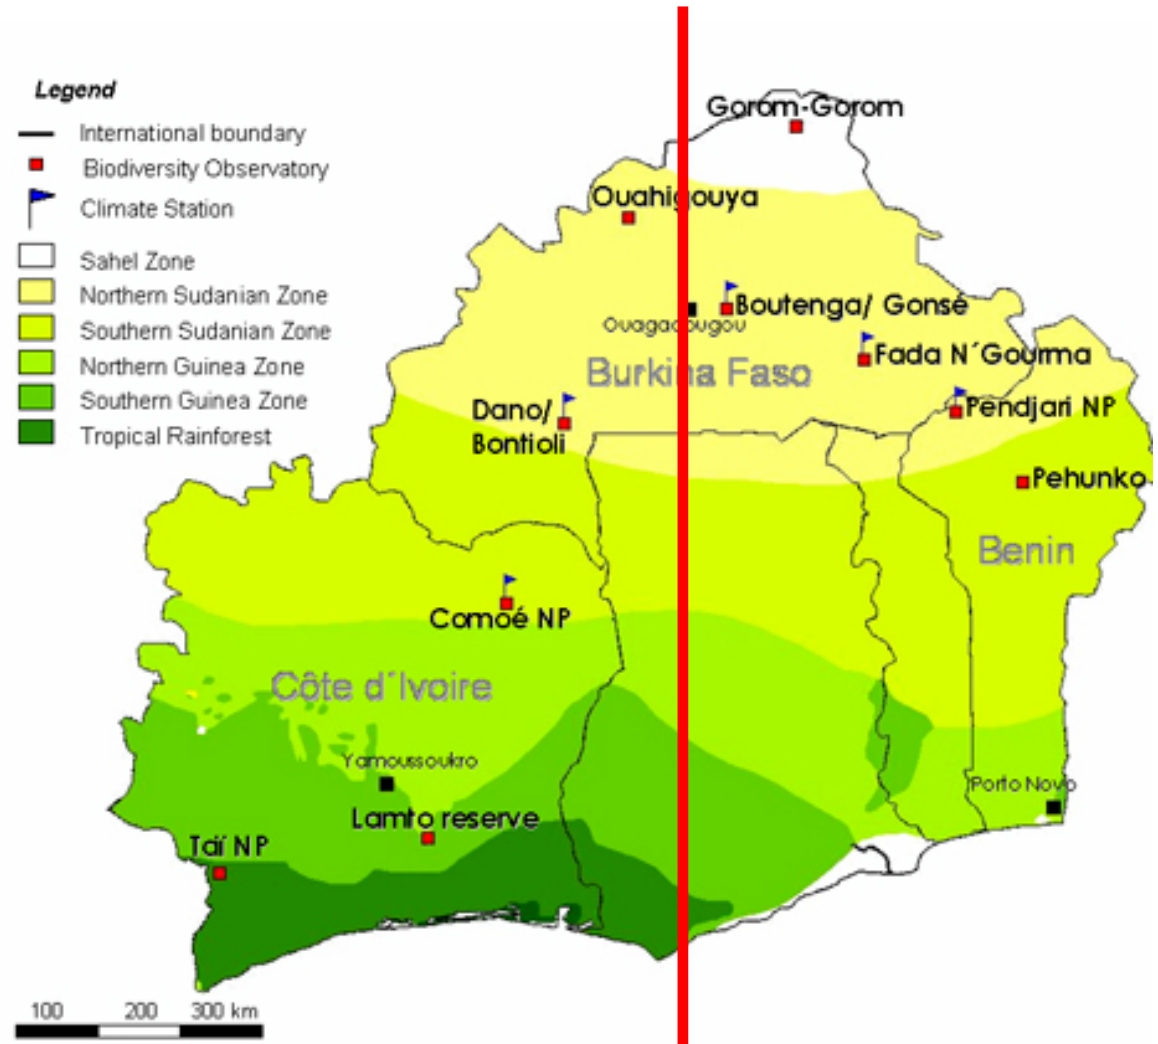 Legend
International boundary
Biodiversity Observatory
Climate Station
Sahel Zone
Northern Sudanian Zone
Southern Sudanian Zone
Northern Guinea Zone
Southern Guinea Zone
Tropical Rainforest
Gorom-Gorom
Ouahigouya
Boutenga/ Gonsé
Ouagadougou
Fada N´Gourma
Burkina Faso
Dano/
Bontioli
Pendjari NP
Pehunko
Benin
Comoé NP
Côte d´Ivoire
Yamoussoukro
Porto Novo
Lamto reserve
Taï NP
100 200 300 km